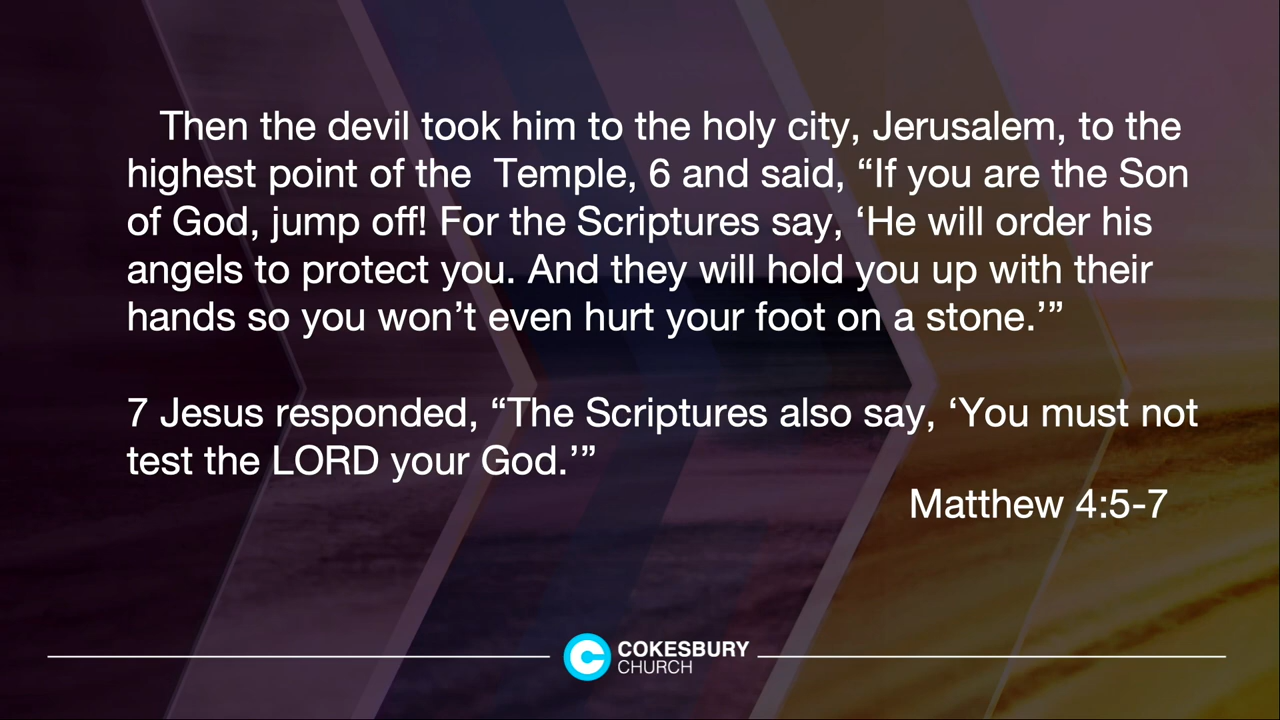 Then the devil took him to the holy city, Jerusalem, to the
highest point of the  Temple, 6 and said, “If you are the Son
of God, jump off! For the Scriptures say, ‘He will order his
angels to protect you. And they will hold you up with their
hands so you won’t even hurt your foot on a stone.’”
7 Jesus responded, “The Scriptures also say, ‘You must not
test the LORD your God.’”
Matthew 4:5-7
COKESBURY
CHURCH